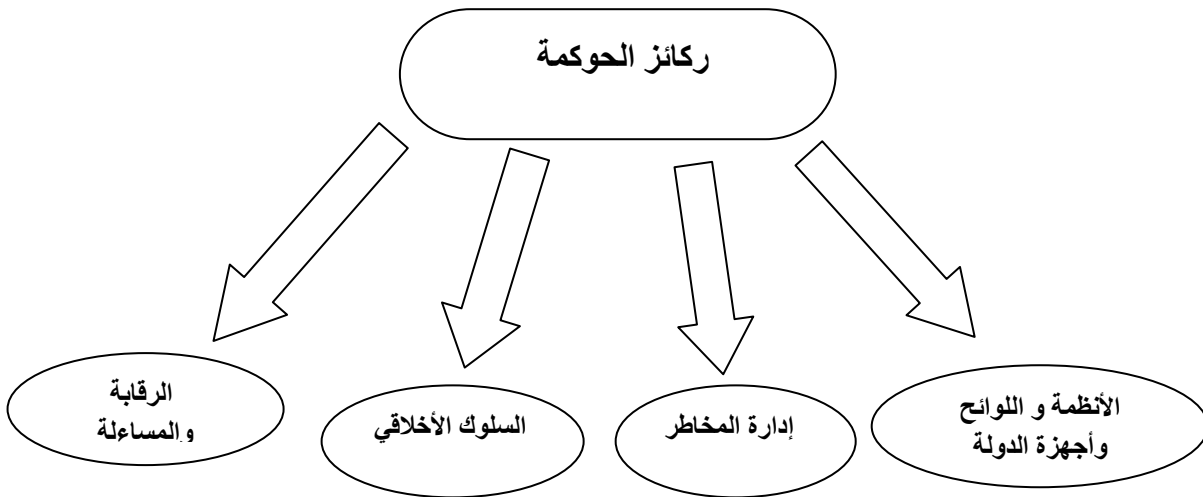 ركائز الحوكمة
الأنظمة و اللوائح
وأجهزة الدولة
إدارة المخاطر
السلوك الأخلاقي
الرقابة
والمساءلة